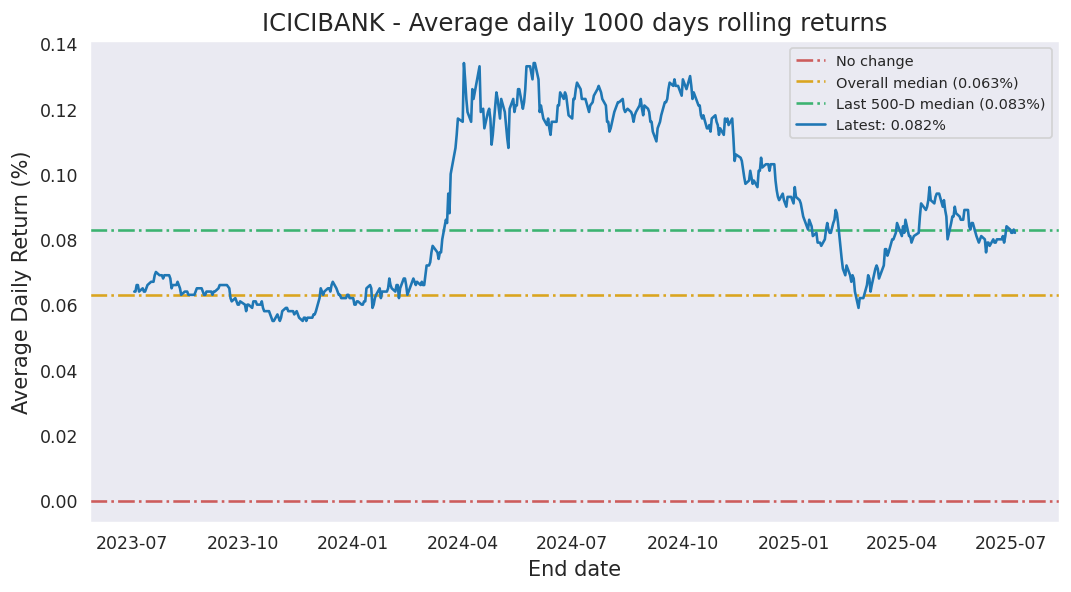 ICICIBANK - Average daily 1000 days rolling returns
No change
Overall median (0.063%)
Last 500-D median (0.083%)
Latest: 0.082%
Average Daily Return (%)
0.14
0.12
0.10
0.08
0.06
0.04
0.02
0.00
2023-07 2023-10 2024-01 2024-04 2024-07 2024-10 2025-01 2025-04 2025-07
End date